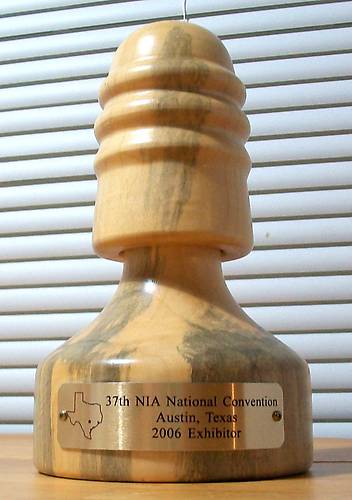 37th NIA National Convention
Austin, Texas
2006 Exhibitor